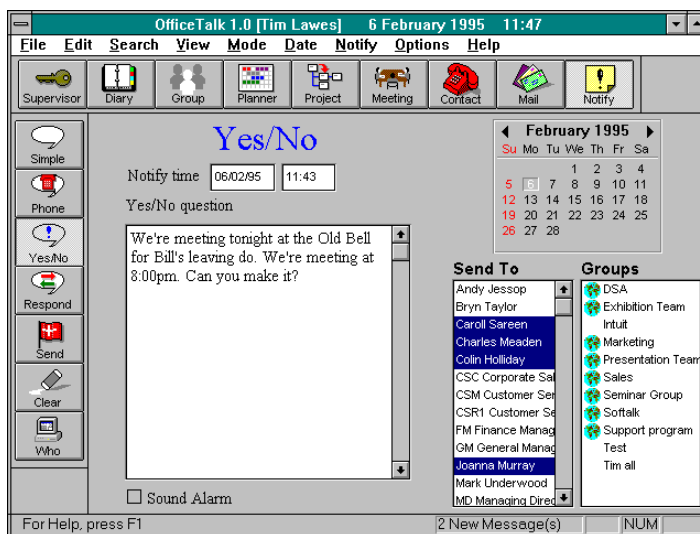 OfficeTalk 1.0 [Tim Lawes] 6 February 1995 11:47
File Edit Search View Mode Date Notify Options Help
Supervisor Diary Group Planner Project Meeting Contact Mail Notify
Simple
Phone
Yes/No
Respond
Send
Clear
Who
Yes/No
Notify time 06/02/95 11:43
Yes/No question
We're meeting tonight at the Old Bell
for Bill's leaving do. We're meeting at
8:00pm. Can you make it?
Sound Alarm
February 1995
Su Mo Tu We Th Fr Sa
1 2 3 4
5 6 7 8 9 10 11
12 13 14 15 16 17 18
19 20 21 22 23 24 25
26 27 28
Send To
Andy Jessop
Bryn Taylor
Caroll Sareen
Charles Meaden
Colin Holliday
CSC Corporate Sal
CSM Customer Ser
CSR1 Customer Se
FM Finance Manag
GM General Manag
Joanna Murray
Mark Underwood
MD Managing Direc
Groups
DSA
Exhibition Team
Intuit
Marketing
Presentation Team
Sales
Seminar Group
Softalk
Support program
Test
Tim all
For Help, press F1 2 New Message(s) NUM